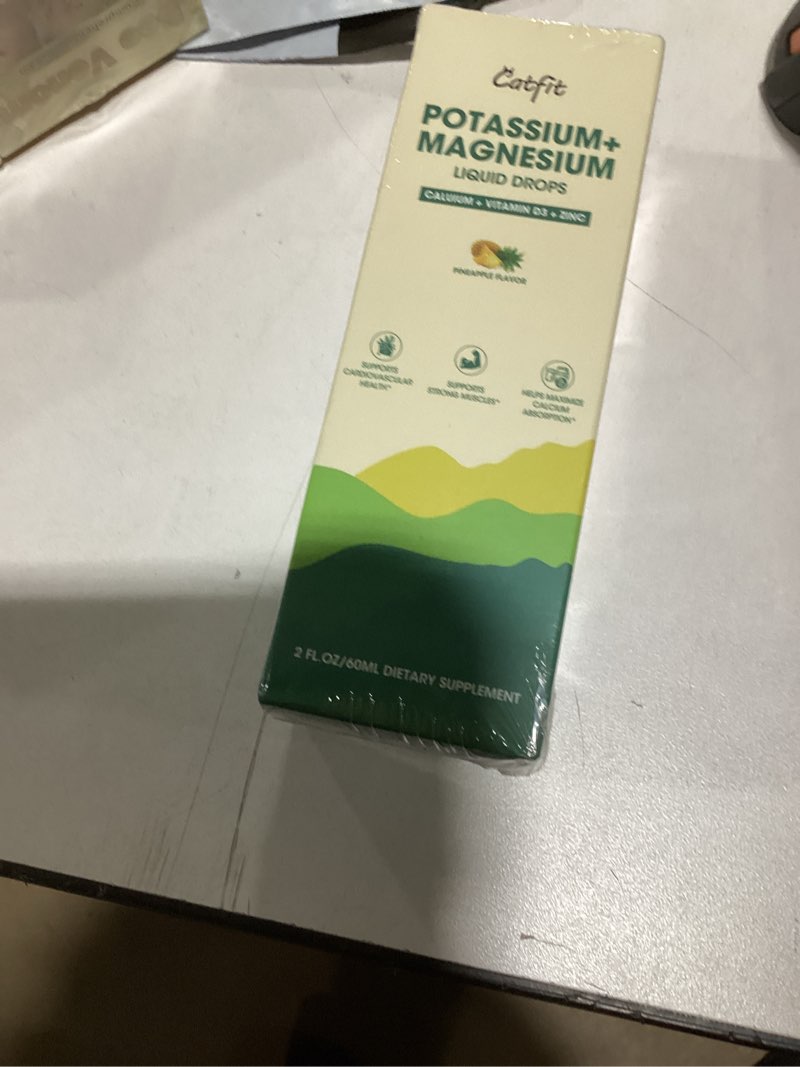 Catfit
POTASSIUM+
MAGNESIUM
LIQUID DROPS
CALUIUM + VITAMIN D3 + ZINC
PINEAPPLE FLAVOR
SUPPORTS
CARDIOVASCULAR
HEALTH*
SUPPORTS
STRONG MUSCLES*
HELPS MAXIMIZE
CALCIUM
ABSORPTION*
2 FL.OZ/60ML DIETARY SUPPLEMENT